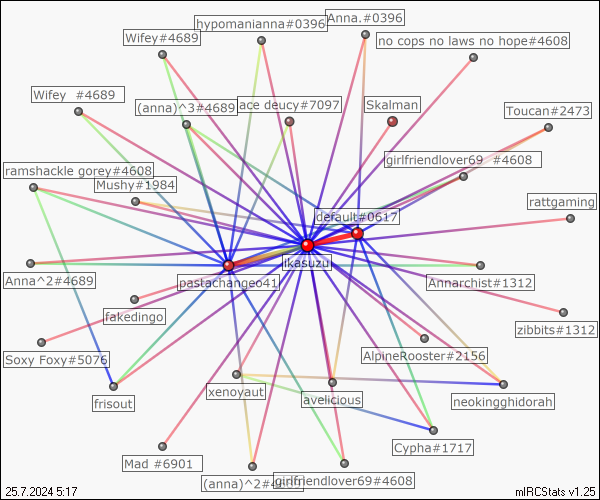 hypomanianna#0396
Anna.#0396
Wifey#4689
no cops no laws no hope#4608
Wifey  #4689
(anna)^3#4689
ace deucy#7097
Skalman
Toucan#2473
girlfriendlover69  #4608
ramshackle gorey#4608
Mushy#1984
rattgaming
default#0617
ikasuzu
Anna^2#4689
pastachangeo41
Annarchist#1312
fakedingo
zibbits#1312
Soxy Foxy#5076
AlpineRooster#2156
xenoyaut
avelicious
neokingghidorah
frisout
Cypha#1717
Mad #6901
(anna)^2#4689
girlfriendlover69#4608
25.7.2024 5:17
mIRCStats v1.25